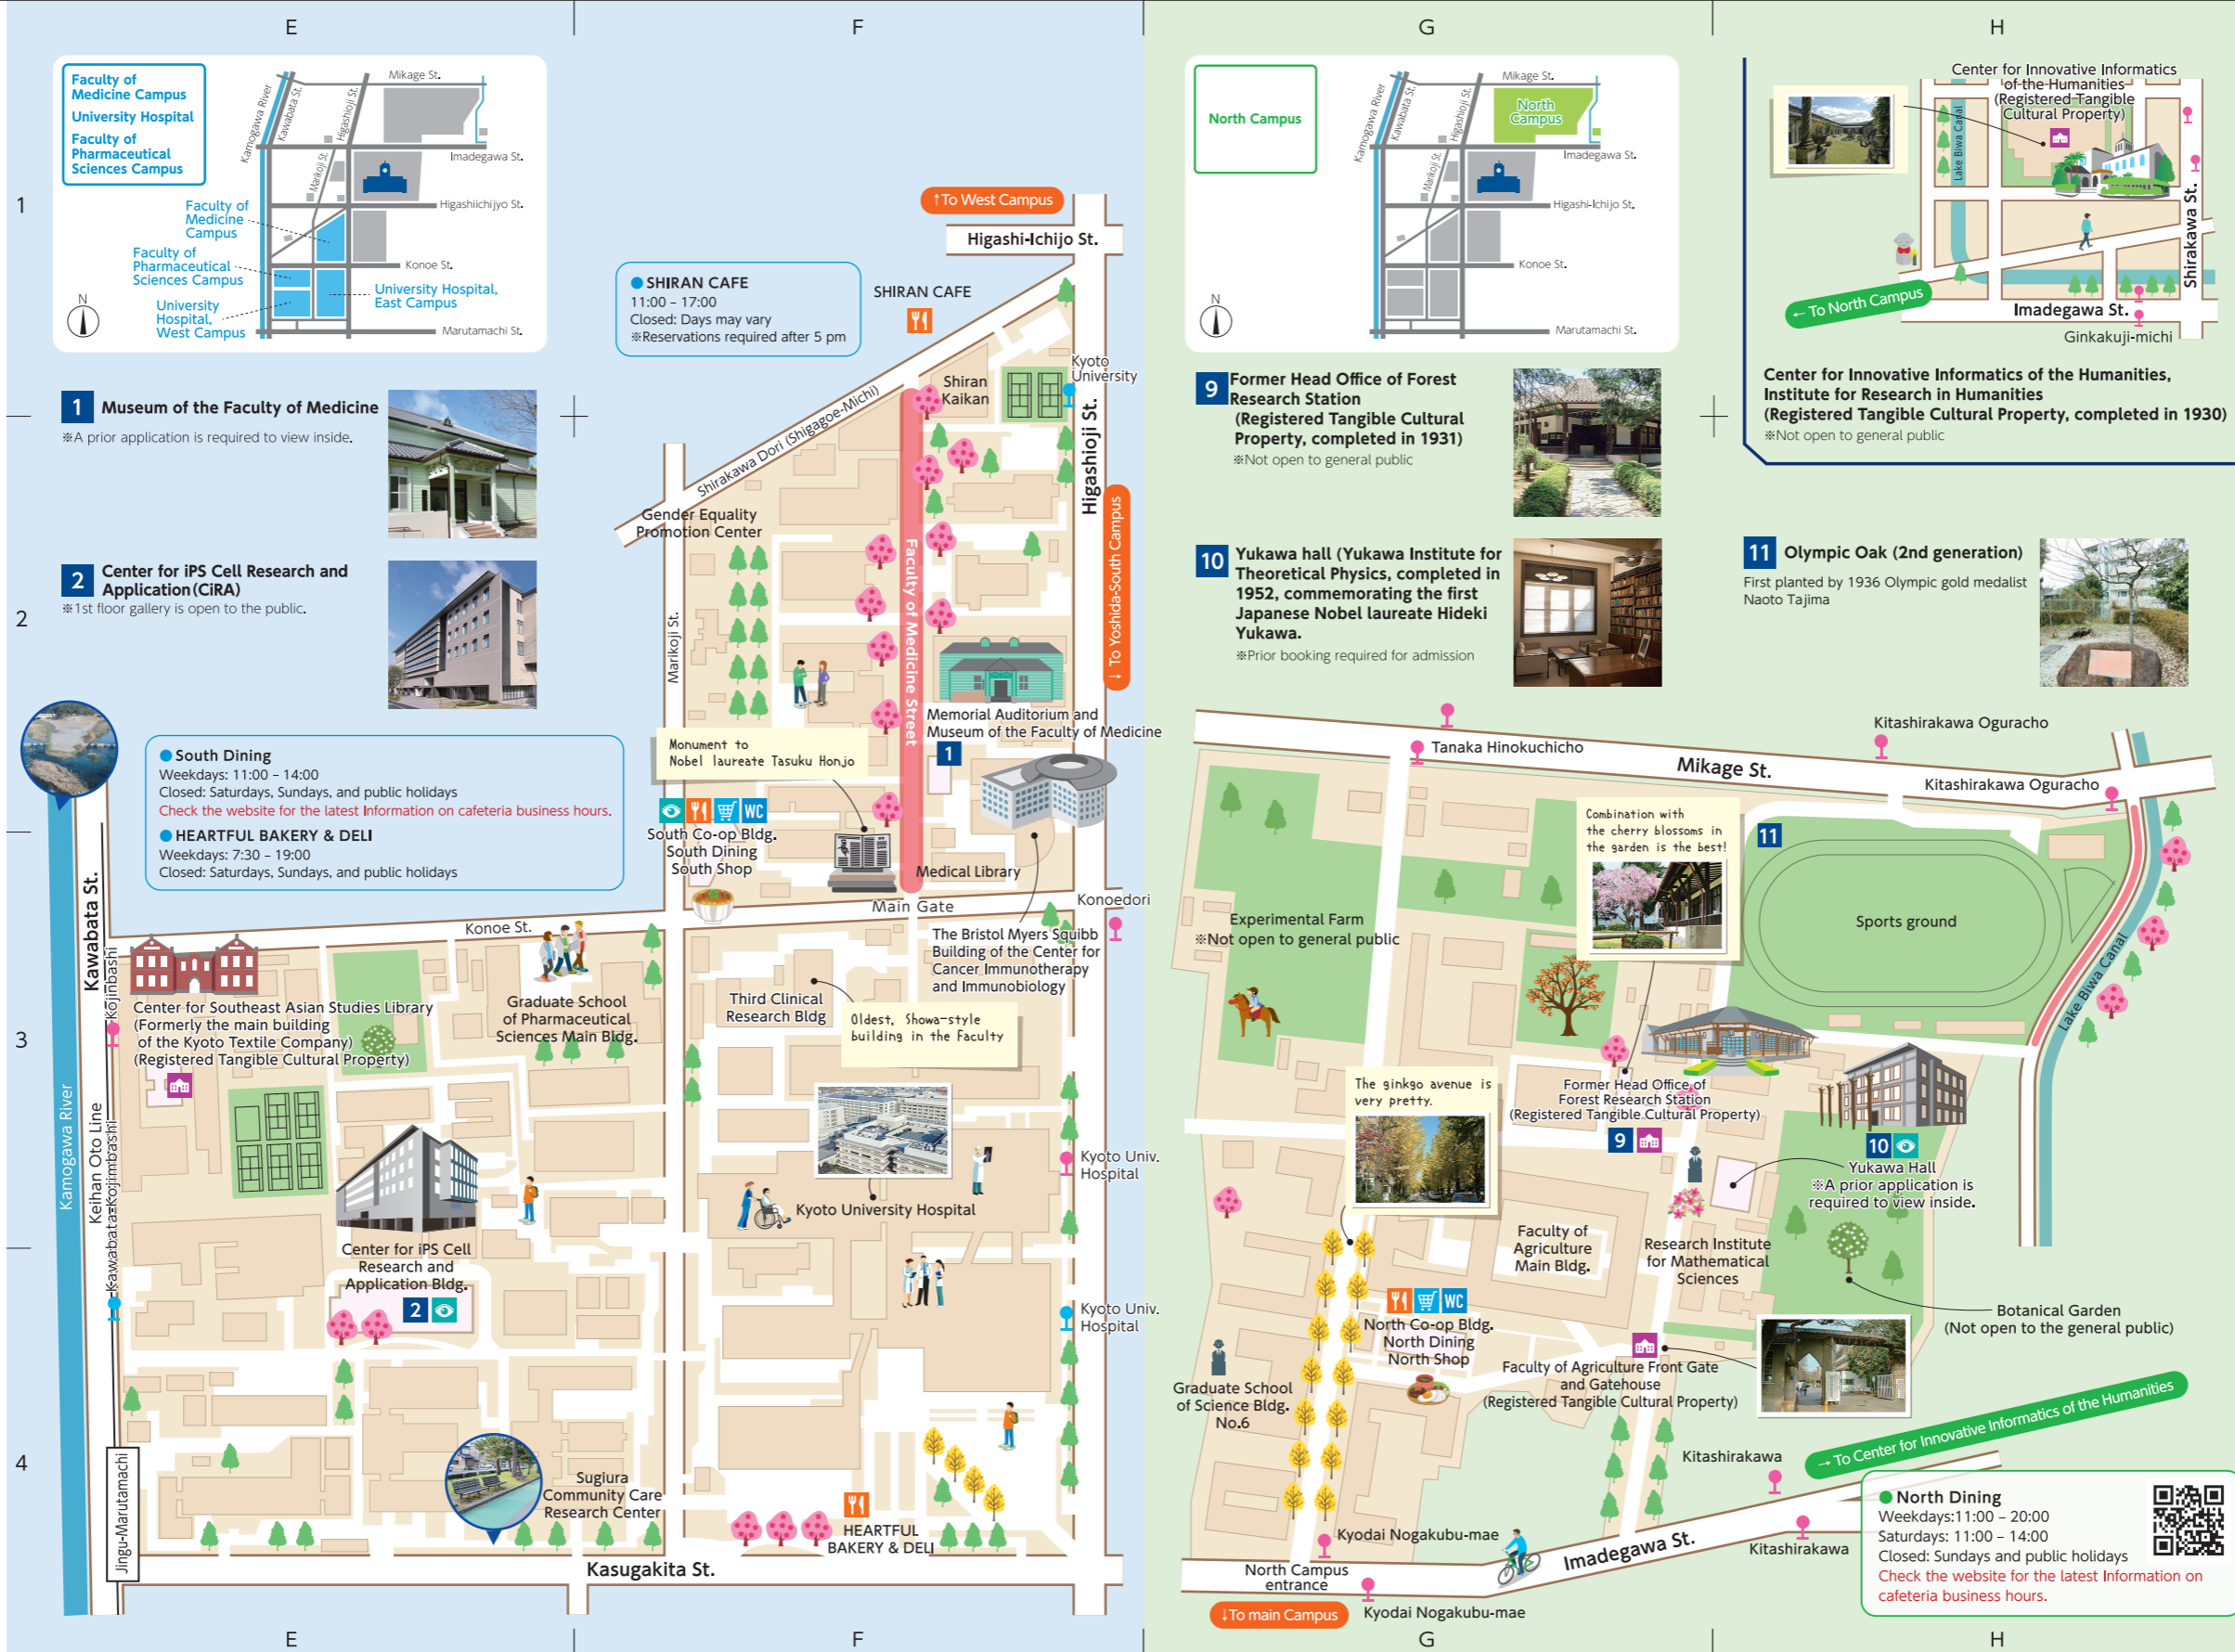 E
F
G
H
Faculty of
Medicine Campus
University Hospital
Faculty of
Pharmaceutical
Sciences Campus
Mikage St.
Kamogawa River
Kawabata St.
Higashioji St.
Marikoji St.
Imadegawa St.
Higashiichijyo St.
Konoe St.
Marutamachi St.
Faculty of
Medicine
Campus
Faculty of
Pharmaceutical
Sciences Campus
University
Hospital,
West Campus
University Hospital,
East Campus
N
1
2
3
4
1 Museum of the Faculty of Medicine
※A prior application is required to view inside.
2 Center for iPS Cell Research and
Application (CiRA)
※1st floor gallery is open to the public.
● South Dining
Weekdays: 11:00 – 14:00
Closed: Saturdays, Sundays, and public holidays
Check the website for the latest Information on cafeteria business hours.
● HEARTFUL BAKERY & DELI
Weekdays: 7:30 – 19:00
Closed: Saturdays, Sundays, and public holidays
↑To West Campus
Higashi-Ichijo St.
● SHIRAN CAFE
11:00 – 17:00
Closed: Days may vary
※Reservations required after 5 pm
SHIRAN CAFE
Shirakawa Dori (Shigagoe-Michi)
Shiran
Kaikan
Kyoto
University
Higashioji St.
↓ To Yoshida-South Campus
Gender Equality
Promotion Center
Marikoji St.
Faculty of Medicine Street
Memorial Auditorium and
Museum of the Faculty of Medicine
1
Monument to
Nobel laureate Tasuku Honjo
WC
South Co-op Bldg.
South Dining
South Shop
Medical Library
Main Gate
Konoedori
Konoe St.
The Bristol Myers Squibb
Building of the Center for
Cancer Immunotherapy
and Immunobiology
Third Clinical
Research Bldg
Oldest, Showa-style
building in the Faculty
Kyoto University Hospital
Kyoto Univ.
Hospital
Kyoto Univ.
Hospital
Kawabata St.
Kojinbashi
Kamogawa River
Keihan Oto Line
Kawabata-Kojimbashi
Jingu-Marutamachi
Center for Southeast Asian Studies Library
(Formerly the main building
of the Kyoto Textile Company)
(Registered Tangible Cultural Property)
Graduate School
of Pharmaceutical
Sciences Main Bldg.
Center for iPS Cell
Research and
Application Bldg.
2
Sugiura
Community Care
Research Center
HEARTFUL
BAKERY & DELI
Kasugakita St.
North Campus
Mikage St.
Kamogawa River
Kawabata St.
Higashioji St.
Marikoji St.
North
Campus
Imadegawa St.
Higashi-Ichijo St.
Konoe St.
Marutamachi St.
N
Center for Innovative Informatics
of the Humanities
(Registered Tangible
Cultural Property)
Lake Biwa Canal
Shirakawa St.
← To North Campus
Imadegawa St.
Ginkakuji-michi
Center for Innovative Informatics of the Humanities,
Institute for Research in Humanities
(Registered Tangible Cultural Property, completed in 1930)
※Not open to general public
9 Former Head Office of Forest
Research Station
(Registered Tangible Cultural
Property, completed in 1931)
※Not open to general public
10 Yukawa hall (Yukawa Institute for
Theoretical Physics, completed in
1952, commemorating the first
Japanese Nobel laureate Hideki
Yukawa.
※Prior booking required for admission
11 Olympic Oak (2nd generation)
First planted by 1936 Olympic gold medalist
Naoto Tajima
Tanaka Hinokuchicho
Mikage St.
Kitashirakawa Oguracho
Kitashirakawa Oguracho
Combination with
the cherry blossoms in
the garden is the best!
11
Sports ground
Lake Biwa Canal
Experimental Farm
※Not open to general public
The ginkgo avenue is
very pretty.
Former Head Office of
Forest Research Station
(Registered Tangible Cultural Property)
9
10
Yukawa Hall
※A prior application is
required to view inside.
Faculty of
Agriculture
Main Bldg.
Research Institute
for Mathematical
Sciences
WC
North Co-op Bldg.
North Dining
North Shop
Botanical Garden
(Not open to the general public)
Graduate School
of Science Bldg.
No.6
Faculty of Agriculture Front Gate
and Gatehouse
(Registered Tangible Cultural Property)
→ To Center for Innovative Informatics of the Humanities
Kitashirakawa
Kitashirakawa
Kyodai Nogakubu-mae
Imadegawa St.
North Campus
entrance
↓To main Campus
Kyodai Nogakubu-mae
● North Dining
Weekdays:11:00 – 20:00
Saturdays: 11:00 – 14:00
Closed: Sundays and public holidays
Check the website for the latest Information on
cafeteria business hours.
E
F
G
H